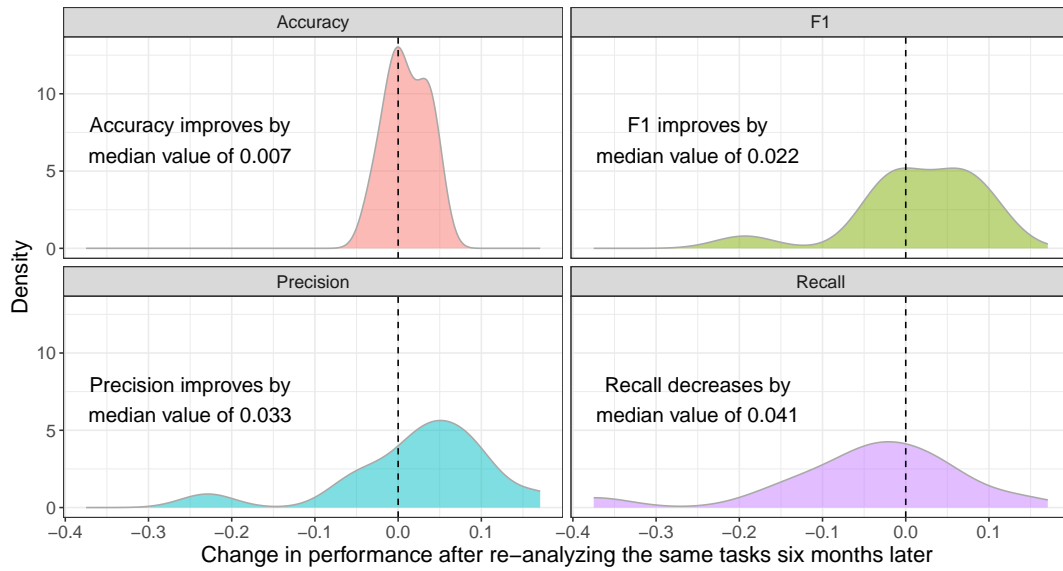 Accuracy
F1
Accuracy improves by
median value of 0.007
F1 improves by
median value of 0.022
10
5
0
Precision
Recall
Precision improves by
median value of 0.033
Recall decreases by
median value of 0.041
10
5
0
Density
−0.4 −0.3 −0.2 −0.1 0.0 0.1
−0.4 −0.3 −0.2 −0.1 0.0 0.1
Change in performance after re−analyzing the same tasks six months later